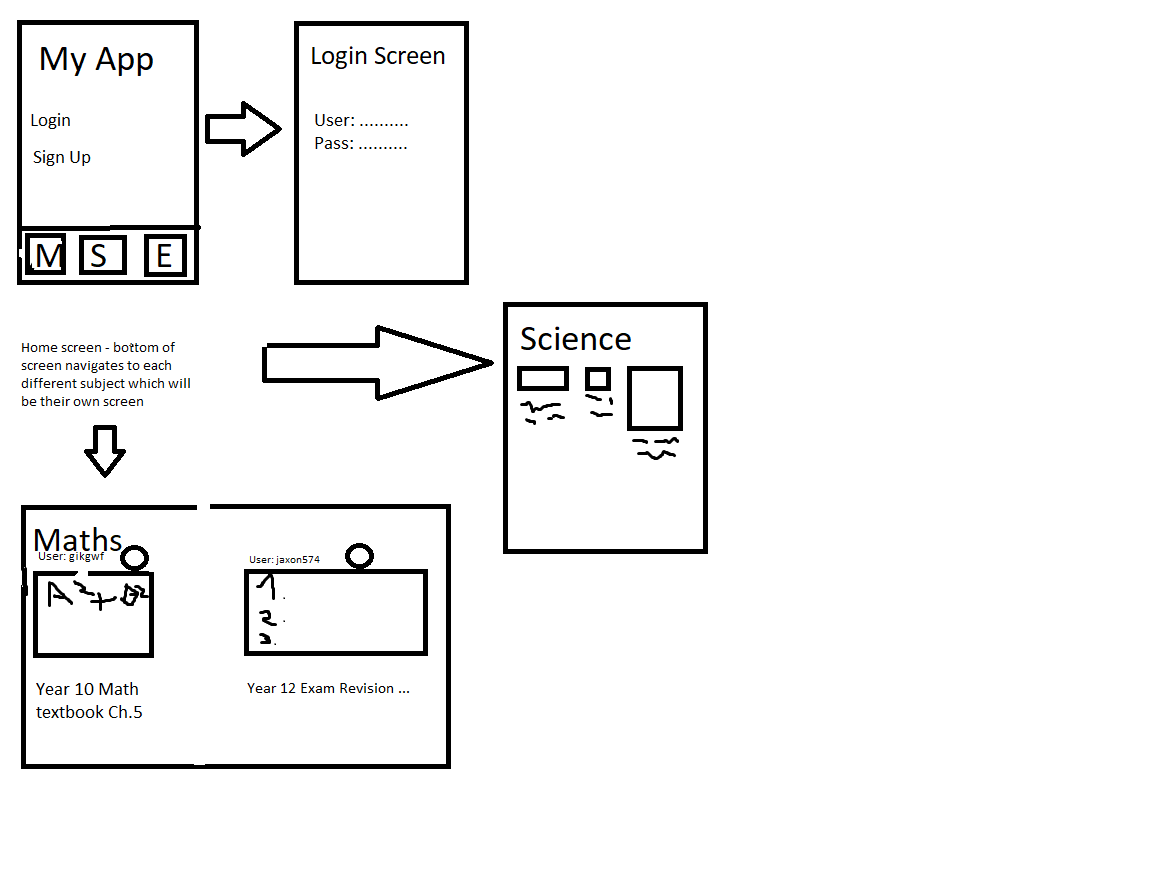 My App
Login
Sign Up
M S E
Login Screen
User: ..........
Pass: ..........
Home screen - bottom of
screen navigates to each
different subject which will
be their own screen
Science
Maths
User: gikgwf
A²+B²
Year 10 Math
textbook Ch.5
User: jaxon574
1.
2.
3.
Year 12 Exam Revision ...